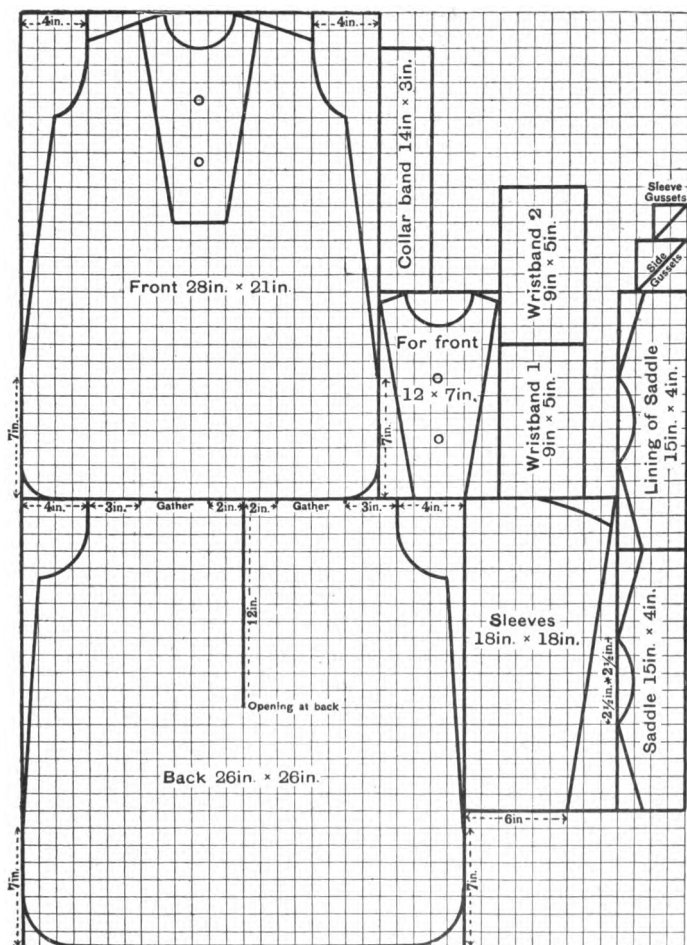 4in.
4in.
Collar band 14in × 3in.
Sleeve
Gussets
Side
Gussets
Wristband 2
9in × 5in.
Front 28in. × 21in.
For front
12 × 7in.
Wristband 1
9in × 5in.
Lining of Saddle
15in. × 4in.
7in.
7in.
4in.
3in.
Gather
2in.
2in.
Gather
3in.
4in.
12in.
Sleeves
18in. × 18in.
2½in.
2½in.
Saddle 15in. × 4in.
Opening at back
Back 26in. × 26in.
6in
7in.
7in.